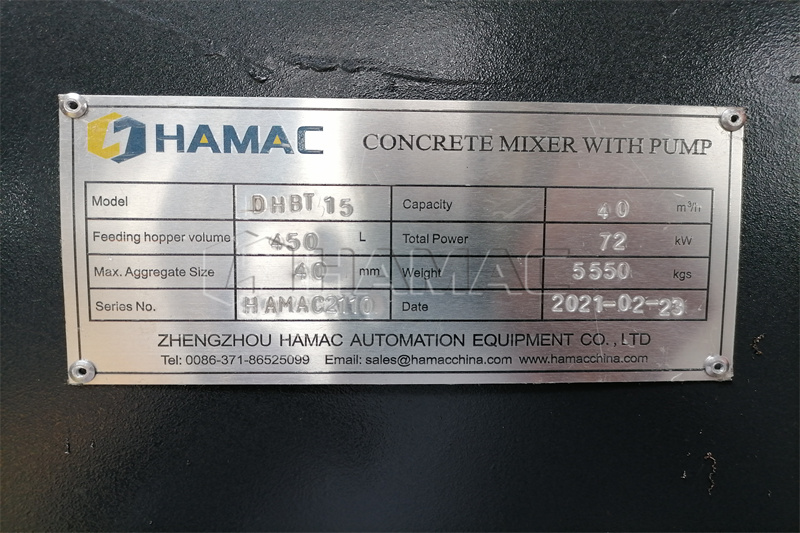 HAMAC CONCRETE MIXER WITH PUMP
Model DHBT 15 Capacity 40 m³/h
Feeding hopper volume 450 L Total Power 72 kW
Max. Aggregate Size 40 mm Weight 5550 kgs
Series No. HAMAC2110 Date 2021-02-23
HAMAC
ZHENGZHOU HAMAC AUTOMATION EQUIPMENT CO.,LTD
Tel: 0086-371-86525099 Email: sales@hamacchina.com www.hamacchina.com